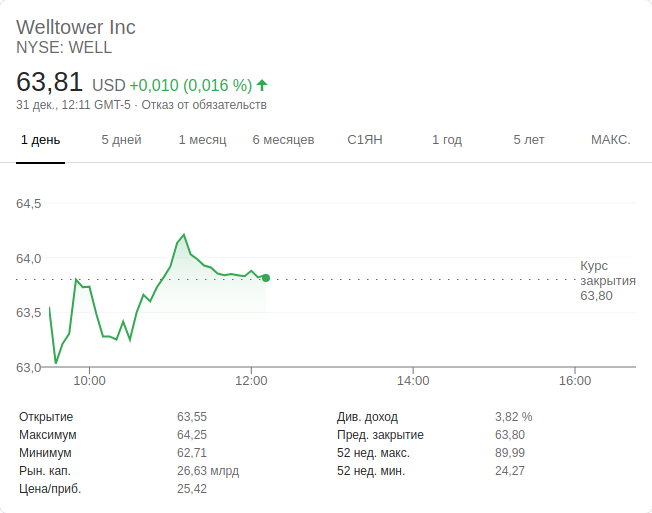 Welltower Inc
NYSE: WELL
63,81 USD +0,010 (0,016 %)
31 дек., 12:11 GMT-5 · Отказ от обязательств
1 день 5 дней 1 месяц 6 месяцев С1ЯН 1 год 5 лет МАКС.
64,5
64,0
63,5
63,0
Курс
закрытия
63,80
10:00 12:00 14:00 16:00
Открытие 63,55 Див. доход 3,82 %
Максимум 64,25 Пред. закрытие 63,80
Минимум 62,71 52 нед. макс. 89,99
Рын. кап. 26,63 млрд 52 нед. мин. 24,27
Цена/приб. 25,42